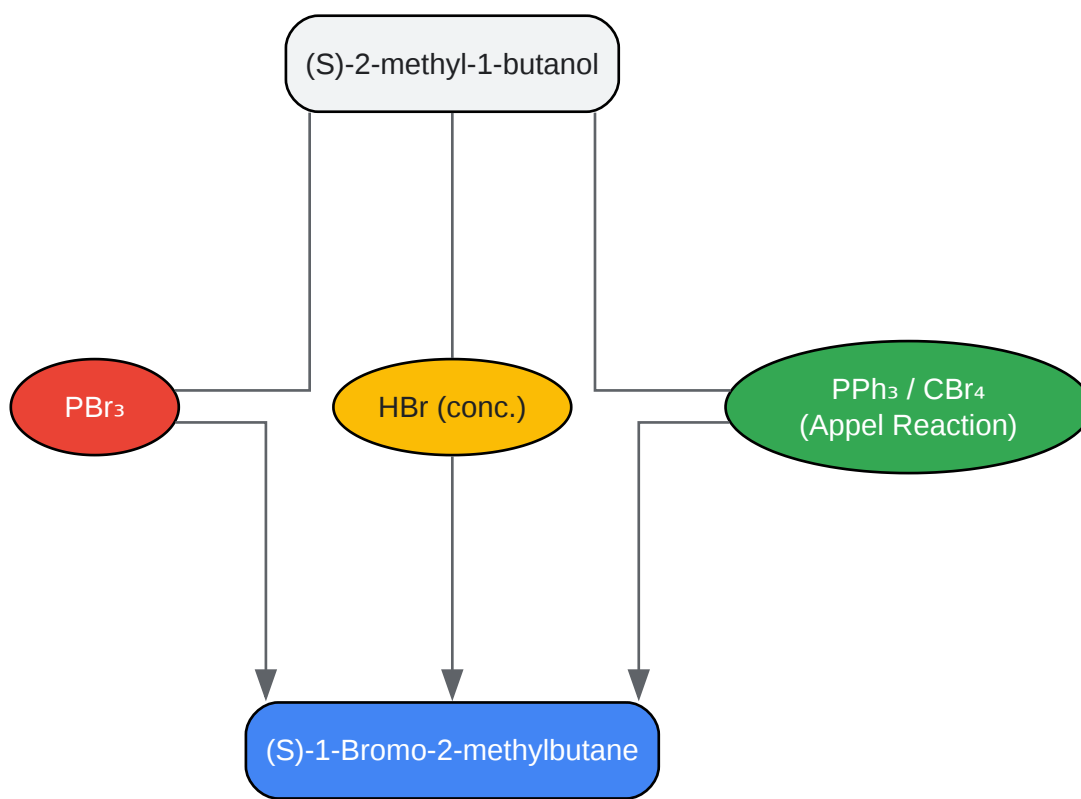 (S)-2-methyl-1-butanol
PBr₃
HBr (conc.)
PPh₃ / CBr₄
(Appel Reaction)
(S)-1-Bromo-2-methylbutane